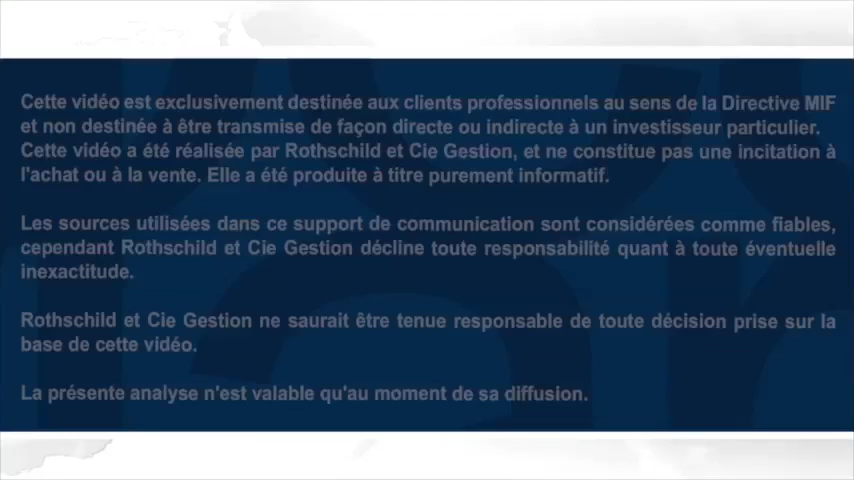 Cette vidéo est exclusivement destinée aux clients professionnels au sens de la Directive MIF
et non destinée à être transmise de façon directe ou indirecte à un investisseur particulier.
Cette vidéo a été réalisée par Rothschild et Cie Gestion, et ne constitue pas une incitation à
l'achat ou à la vente. Elle a été produite à titre purement informatif.
Les sources utilisées dans ce support de communication sont considérées comme fiables,
cependant Rothschild et Cie Gestion décline toute responsabilité quant à toute éventuelle
inexactitude.
Rothschild et Cie Gestion ne saurait être tenue responsable de toute décision prise sur la
base de cette vidéo.
La présente analyse n'est valable qu'au moment de sa diffusion.